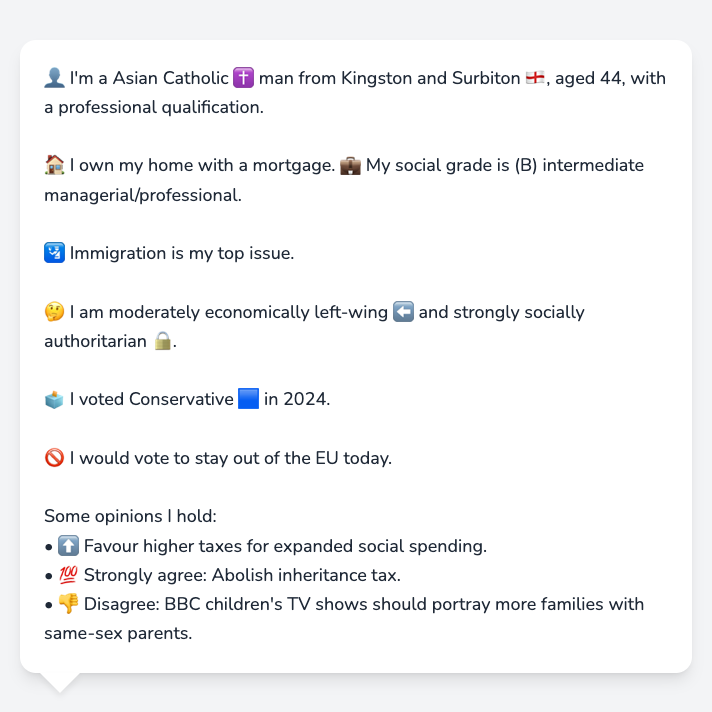 👤 I'm a Asian Catholic ✝️ man from Kingston and Surbiton 🏴󠁧󠁢󠁥󠁮󠁧󠁿, aged 44, with
a professional qualification.
🏠 I own my home with a mortgage. 💼 My social grade is (B) intermediate
managerial/professional.
🛂 Immigration is my top issue.
🤔 I am moderately economically left-wing ⬅️ and strongly socially
authoritarian 🔒.
🗳️ I voted Conservative 🟦 in 2024.
🚫 I would vote to stay out of the EU today.
Some opinions I hold:
• ⬆️ Favour higher taxes for expanded social spending.
• 💯 Strongly agree: Abolish inheritance tax.
• 👎 Disagree: BBC children's TV shows should portray more families with
same-sex parents.